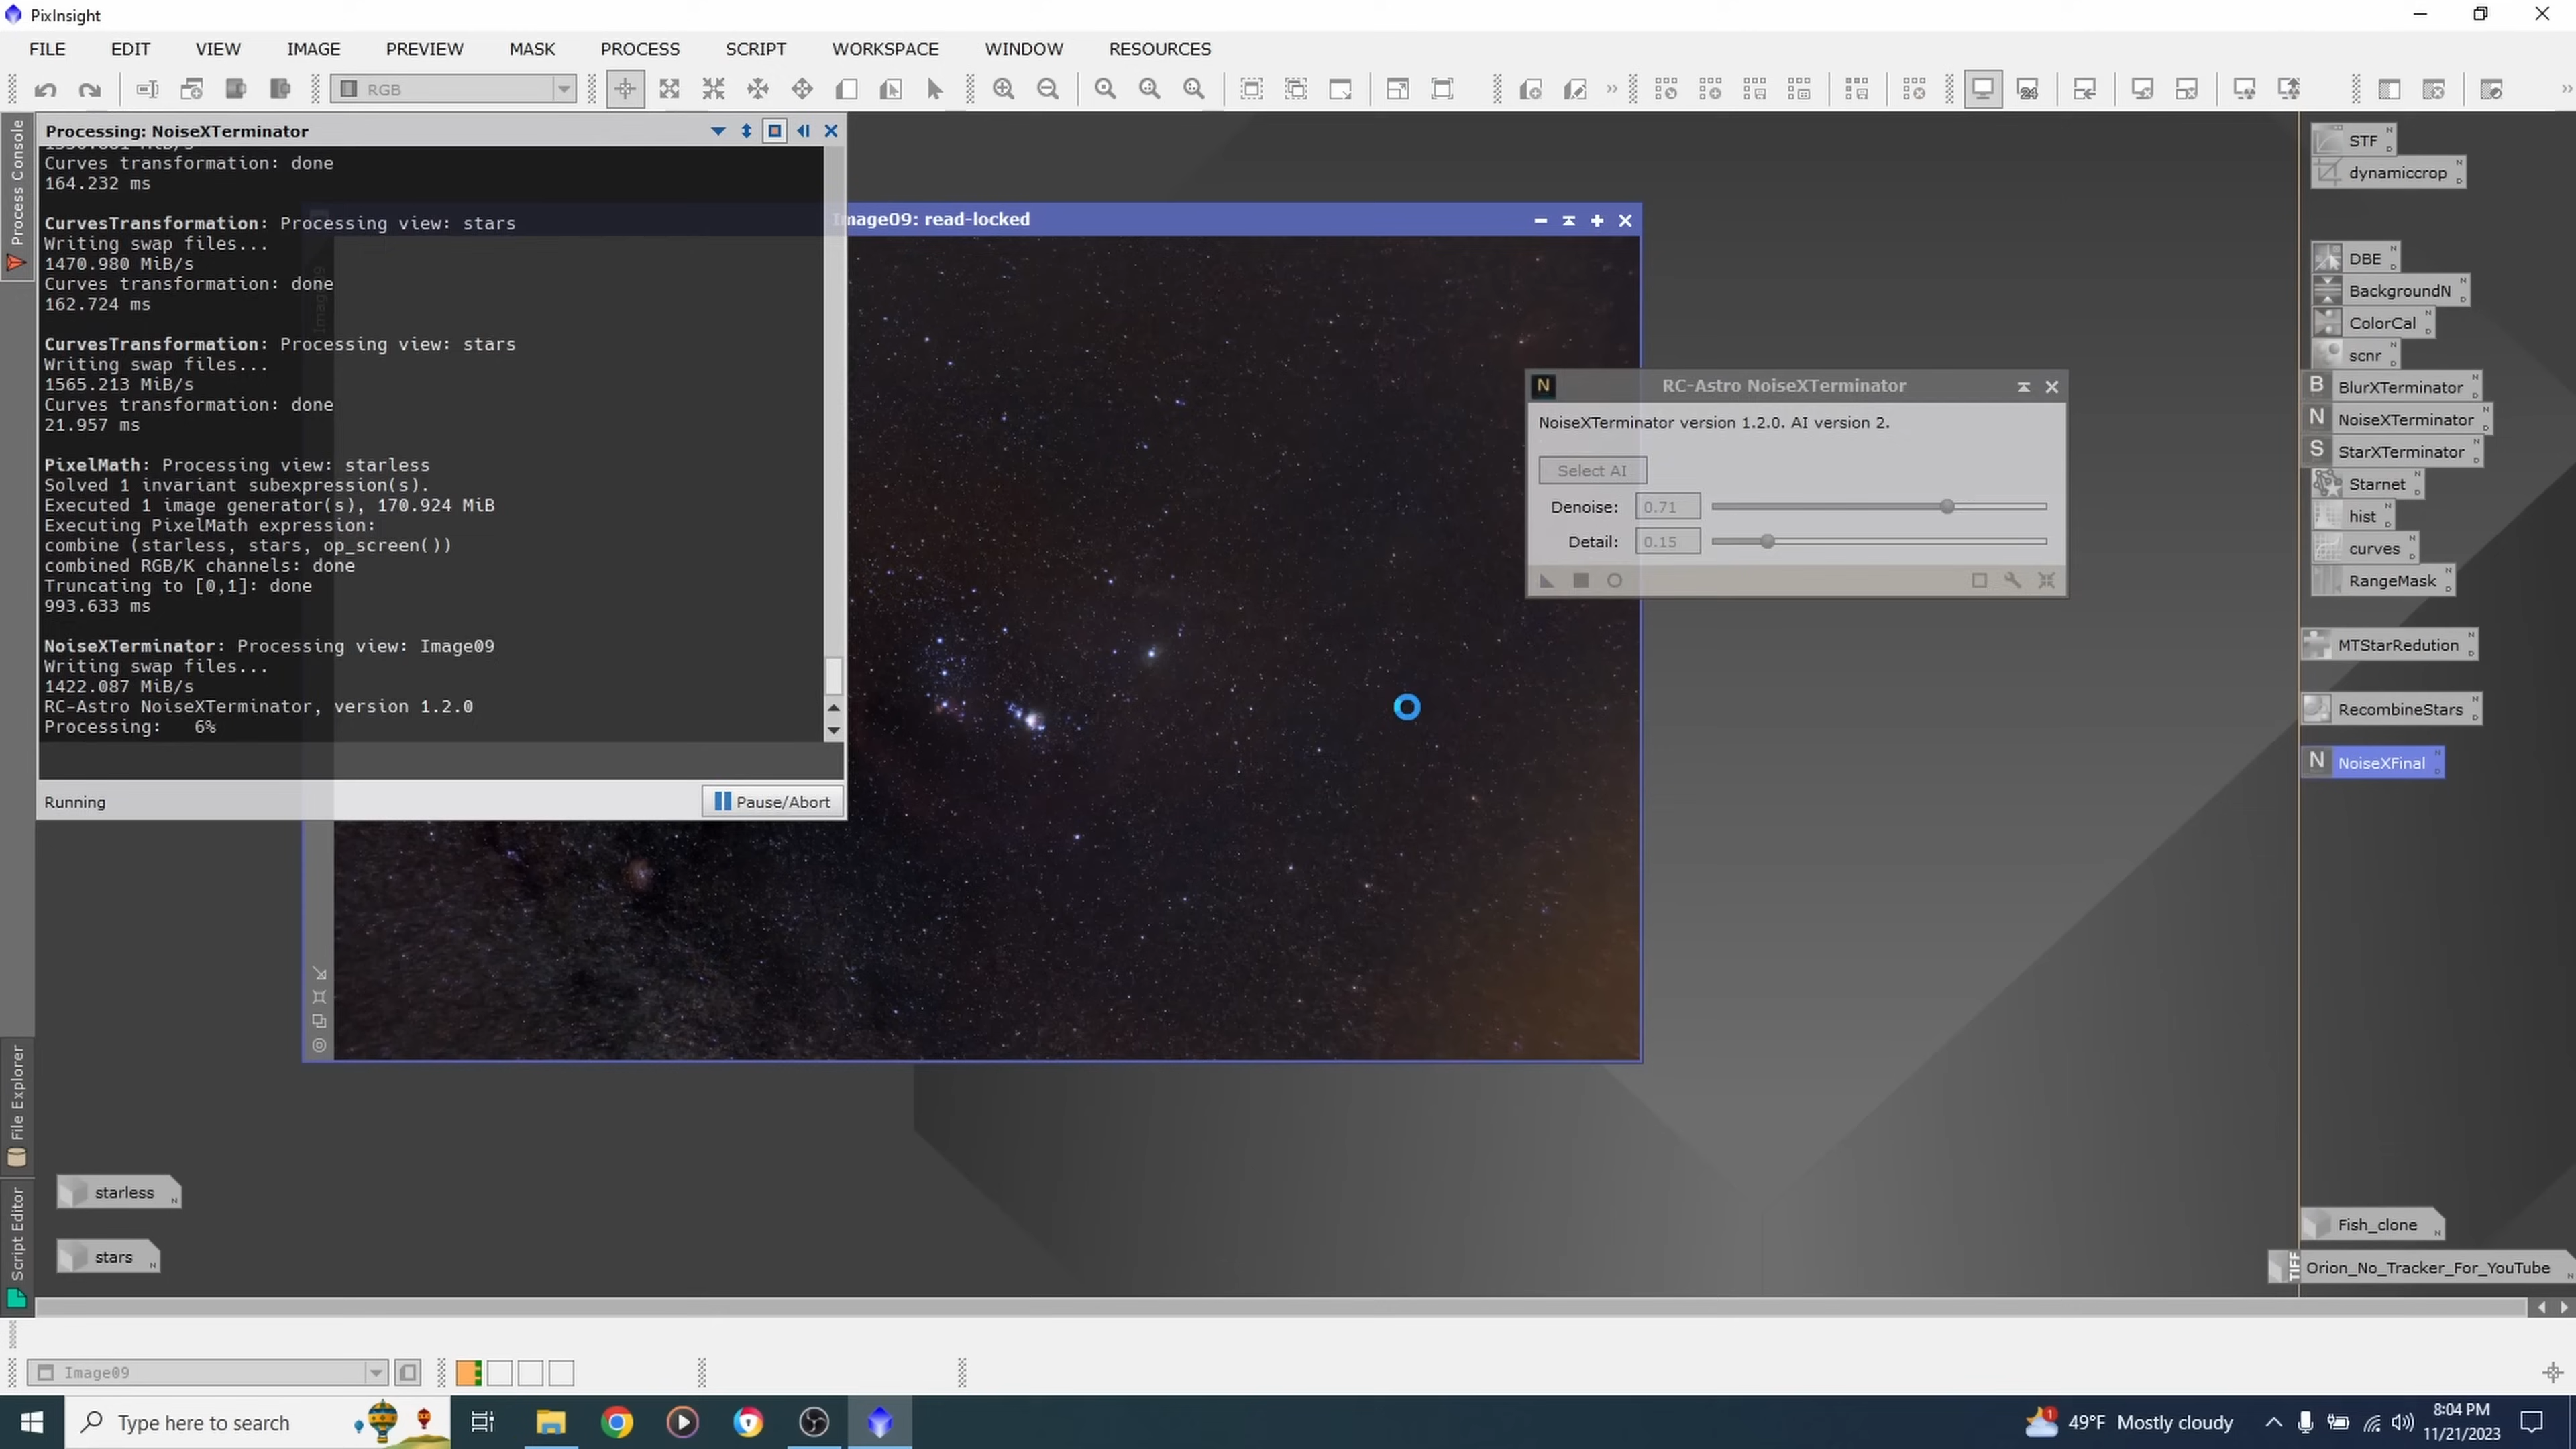 PixInsight
FILE EDIT VIEW IMAGE PREVIEW MASK PROCESS SCRIPT WORKSPACE WINDOW RESOURCES
RGB
Processing: NoiseXTerminator
Curves transformation: done
164.232 ms
CurvesTransformation: Processing view: stars
Writing swap files...
1470.980 MiB/s
Curves transformation: done
162.724 ms
CurvesTransformation: Processing view: stars
Writing swap files...
1565.213 MiB/s
Curves transformation: done
21.957 ms
PixelMath: Processing view: starless
Solved 1 invariant subexpression(s).
Executed 1 image generator(s), 170.924 MiB
Executing PixelMath expression:
combine (starless, stars, op_screen())
combined RGB/K channels: done
Truncating to [0,1]: done
993.633 ms
NoiseXTerminator: Processing view: Image09
Writing swap files...
1422.087 MiB/s
RC-Astro NoiseXTerminator, version 1.2.0
Processing: 6%
Running
Pause/Abort
Process Console
File Explorer
Script Editor
Image09: read-locked
Image09
RC-Astro NoiseXTerminator
NoiseXTerminator version 1.2.0. AI version 2.
Select AI
Denoise: 0.71
Detail: 0.15
STF
dynamiccrop
DBE
BackgroundN
ColorCal
scnr
B BlurXTerminator
N NoiseXTerminator
S StarXTerminator
Starnet
hist
curves
RangeMask
MTStarRedution
RecombineStars
N NoiseXFinal
Fish_clone
TIFF Orion_No_Tracker_For_YouTube
starless
stars
Image09
Type here to search
49°F Mostly cloudy
8:04 PM
11/21/2023